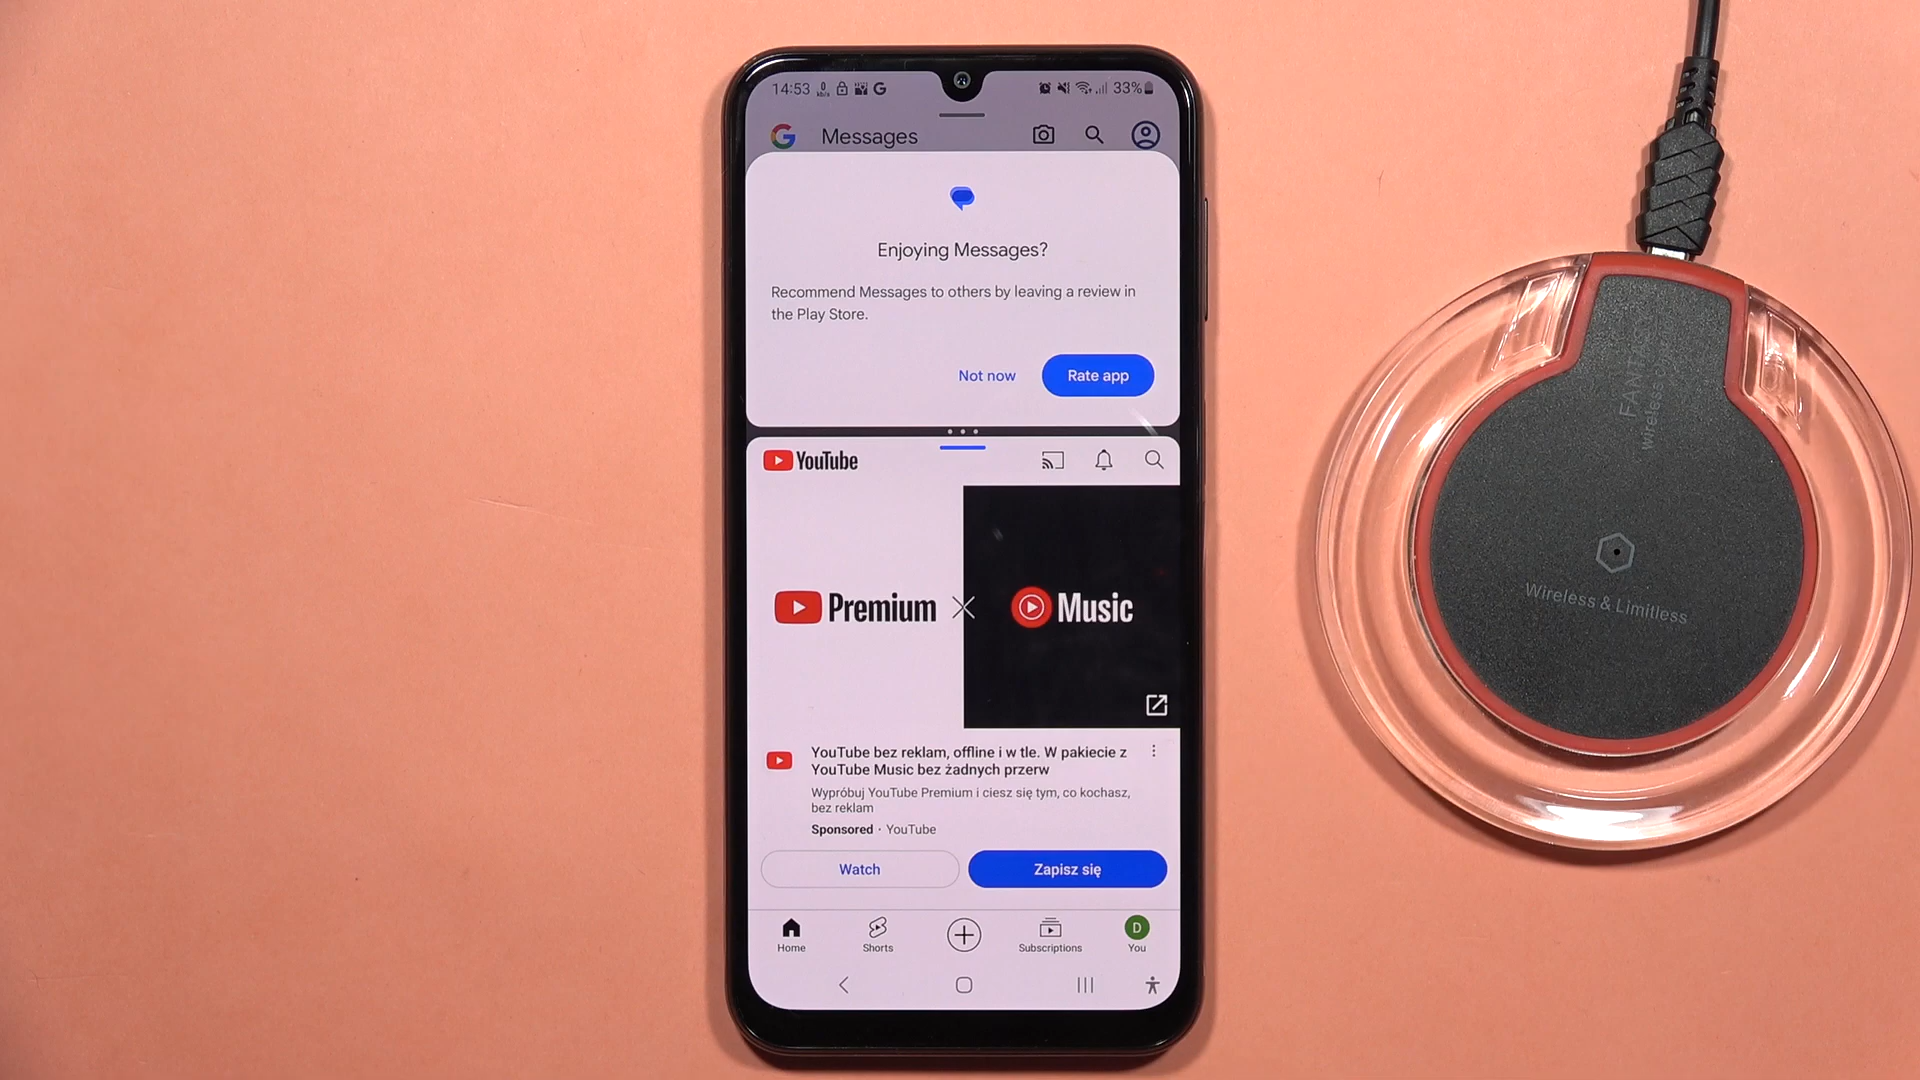 14:53
33%
Messages
Enjoying Messages?
Recommend Messages to others by leaving a review in
the Play Store.
Not now
Rate app
YouTube
Premium
Music
YouTube bez reklam, offline i w tle. W pakiecie z
YouTube Music bez żadnych przerw
Wypróbuj YouTube Premium i ciesz się tym, co kochasz,
bez reklam
Sponsored · YouTube
Watch
Zapisz się
Home
Shorts
Subscriptions
D
You
Wireless & Limitless